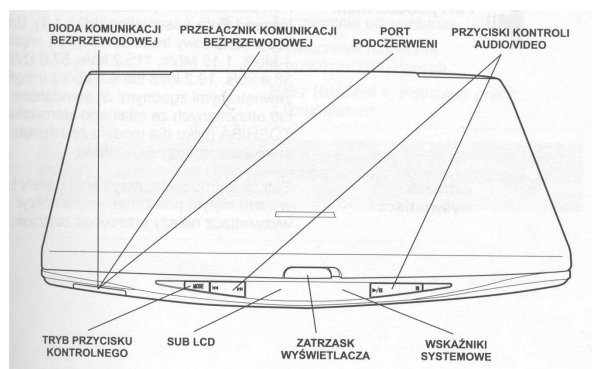 DIODA KOMUNIKACJI
BEZPRZEWODOWEJ
PRZEŁĄCZNIK KOMUNIKACJI
BEZPRZEWODOWEJ
PORT
PODCZERWIENI
PRZYCISKI KONTROLI
AUDIO/VIDEO
MODE
TRYB PRZYCISKU
KONTROLNEGO
SUB LCD
ZATRZASK
WYŚWIETLACZA
WSKAŹNIKI
SYSTEMOWE